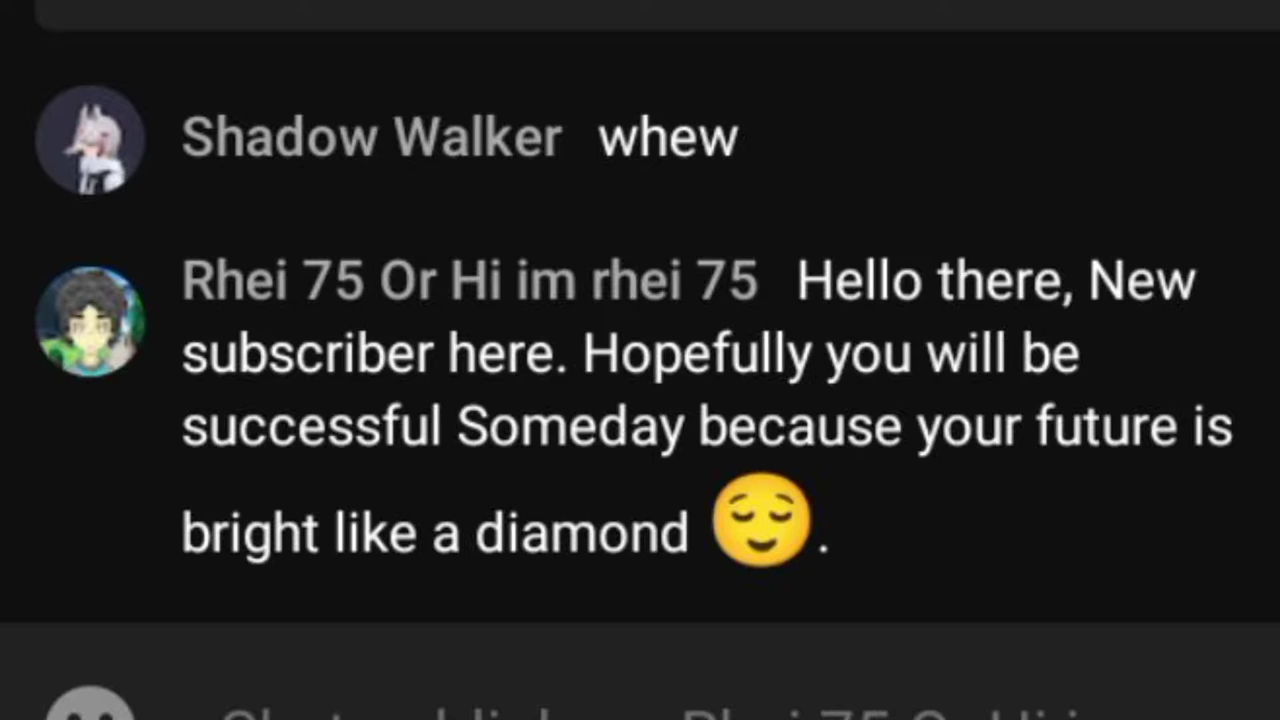 Shadow Walker whew
Rhei 75 Or Hi im rhei 75 Hello there, New
subscriber here. Hopefully you will be
successful Someday because your future is
bright like a diamond 😌.